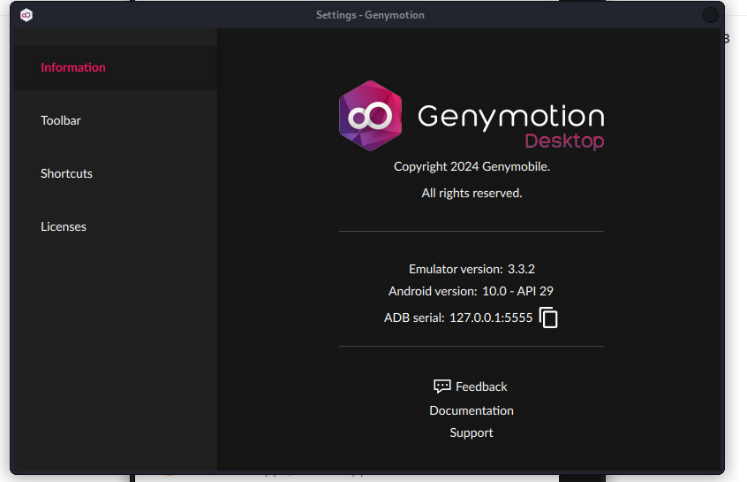 Settings - Genymotion
Information
Toolbar
Shortcuts
Licenses
Genymotion
Desktop
Copyright 2024 Genymobile.
All rights reserved.
Emulator version: 3.3.2
Android version: 10.0 - API 29
ADB serial: 127.0.0.1:5555
Feedback
Documentation
Support